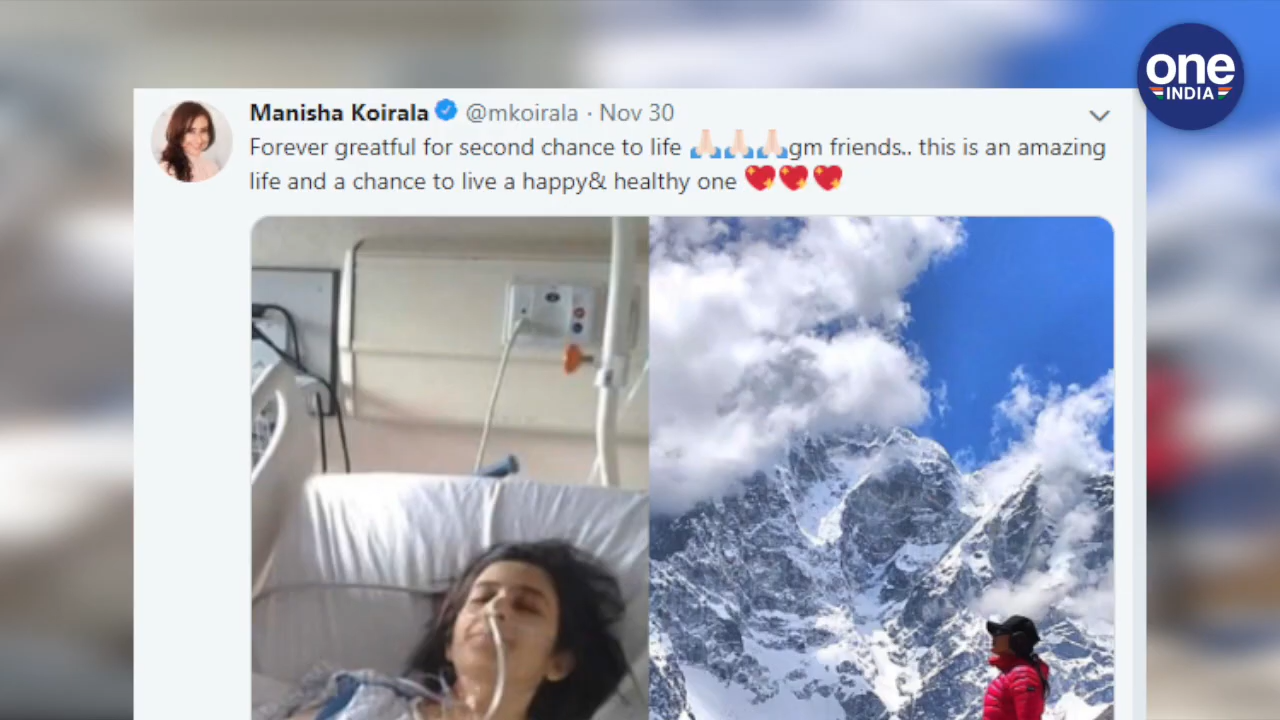 one
INDIA
Manisha Koirala @mkoirala · Nov 30
Forever greatful for second chance to life 🙏🏻🙏🏻🙏🏻gm friends.. this is an amazing
life and a chance to live a happy& healthy one 💖💖💖